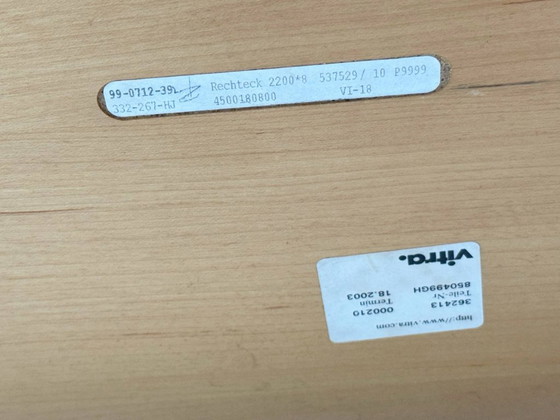 99-0712-39
332-267-HJ
Rechteck 2200*8 537529/ 10 P9999
4500180800 VI-18
vitra.
850499GH 18.2003
Teile-Nr Termin
362413 000210
http://www.vitra.com